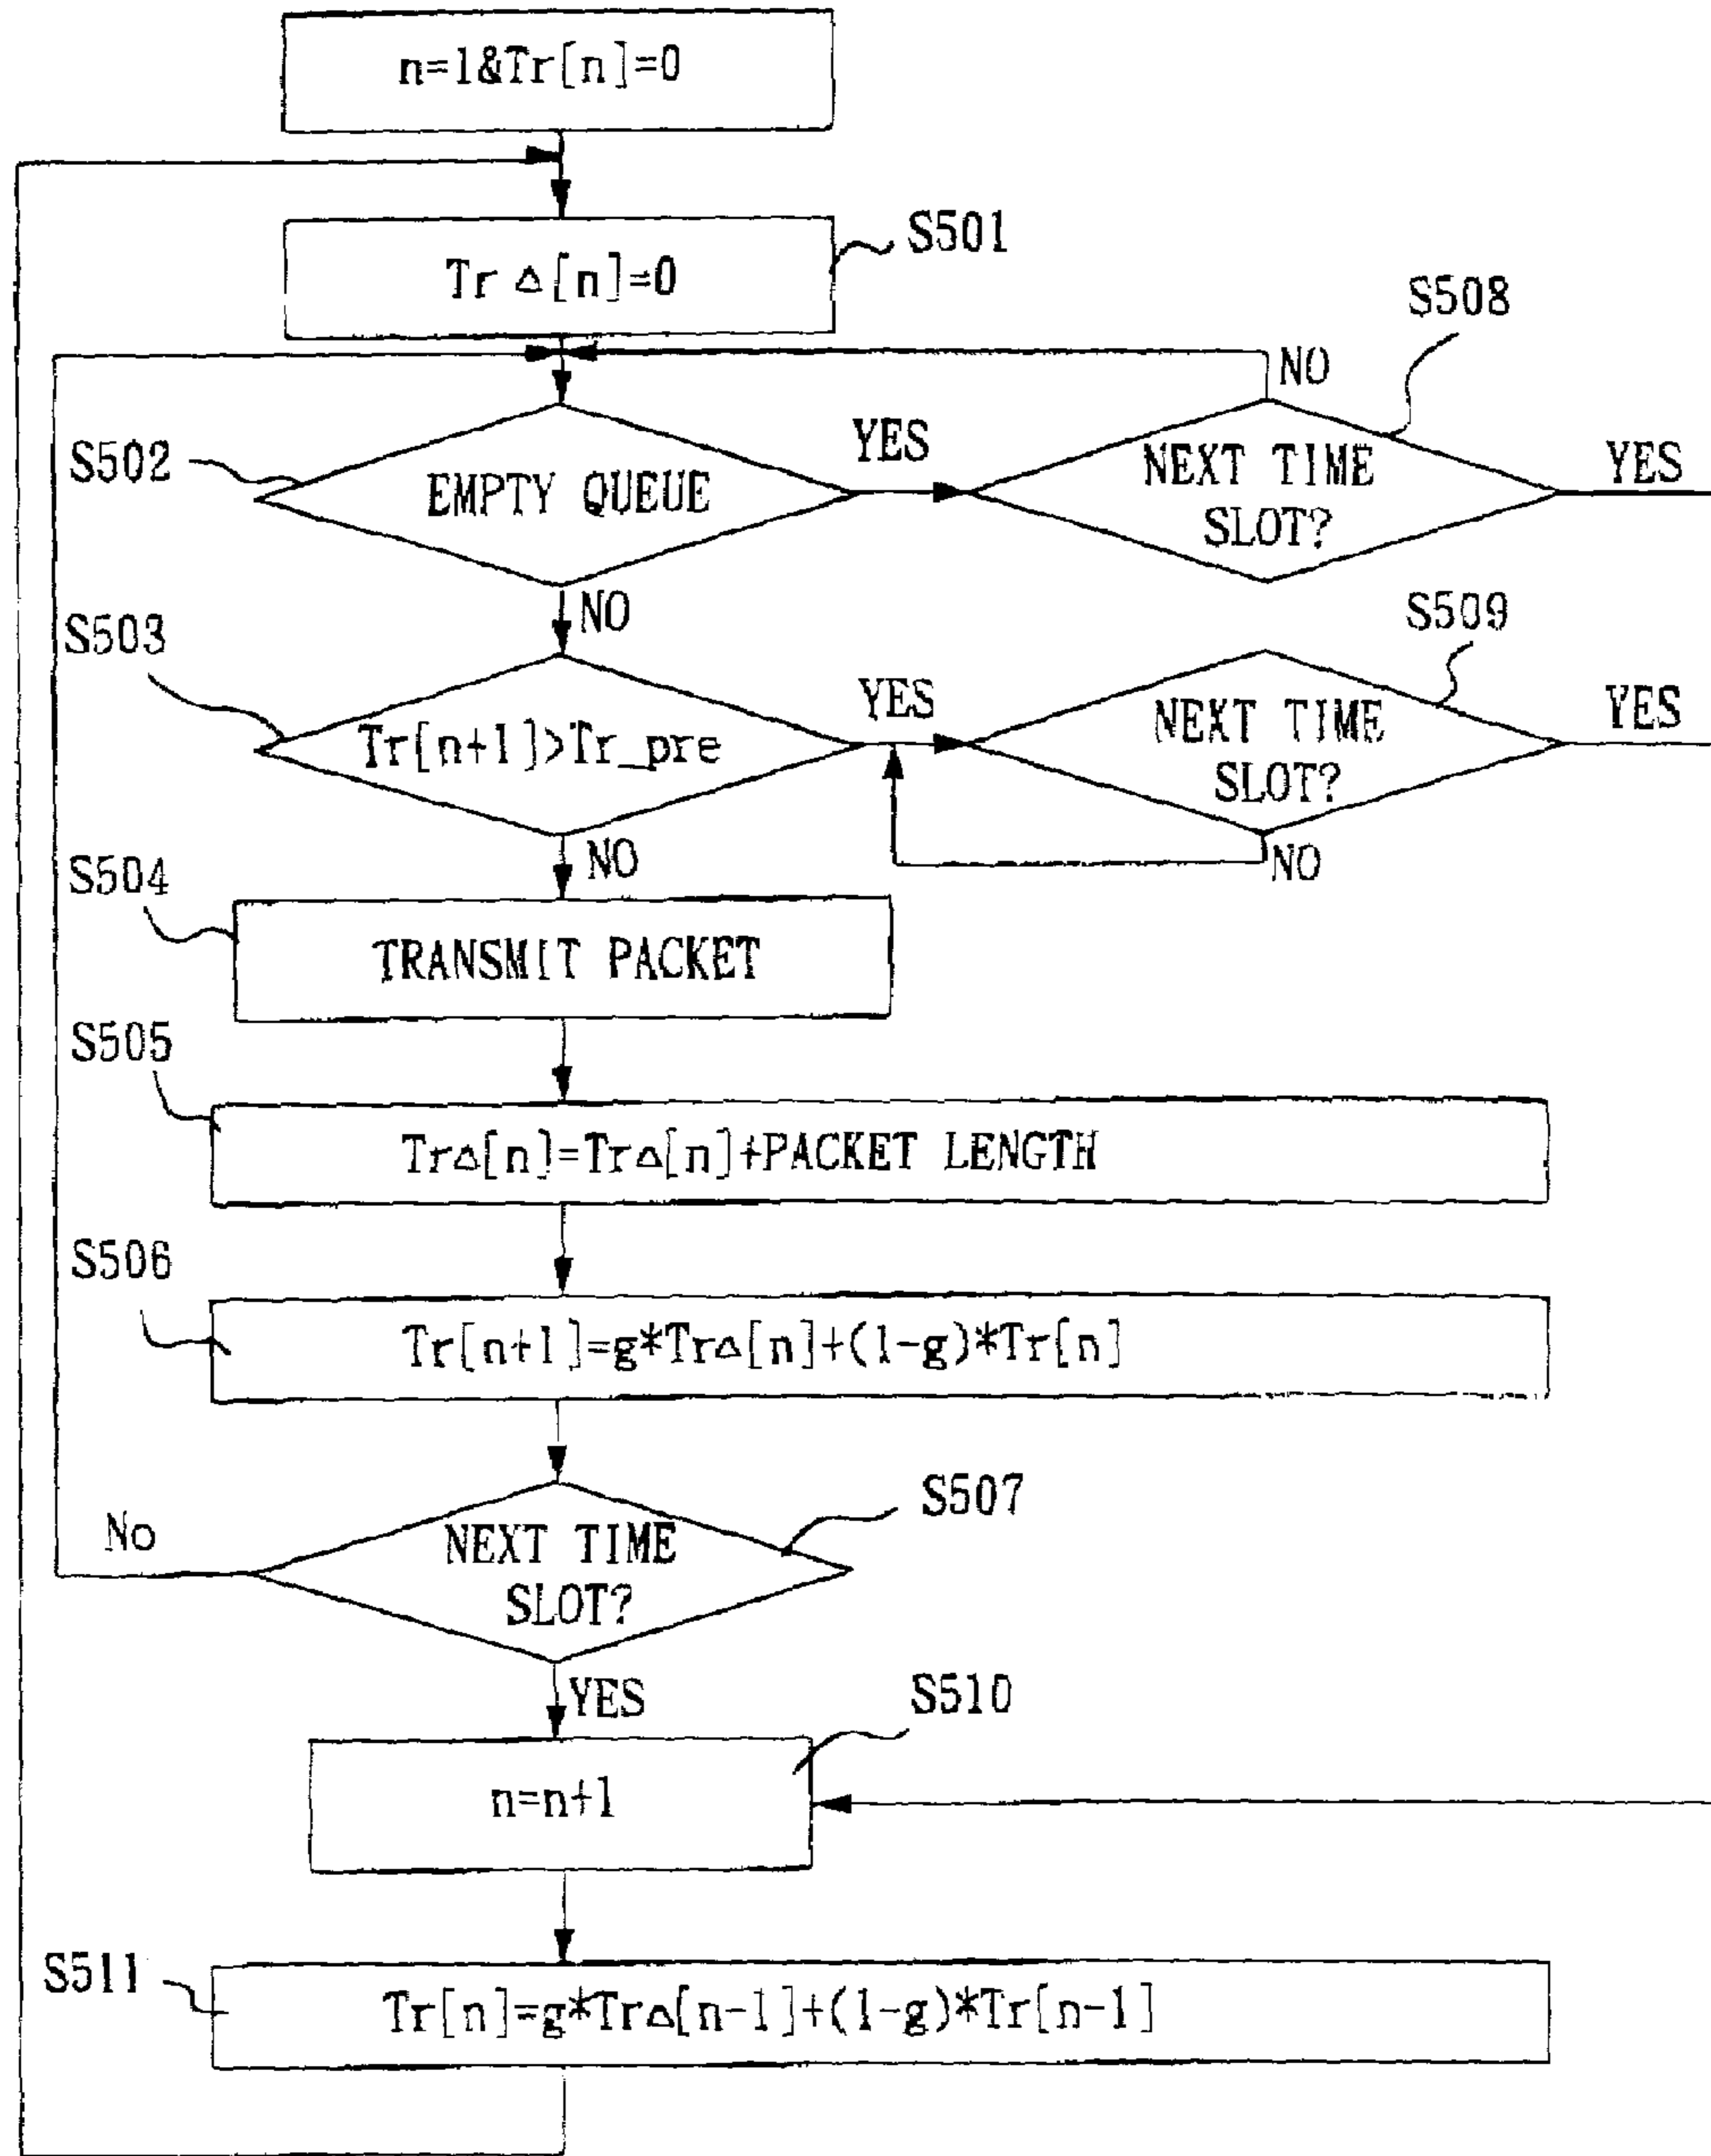 n=1&Tr[n]=0
S501
Tr △[n]=0
S508
NO
S502
EMPTY QUEUE
YES
NEXT TIME
SLOT?
YES
NO
S503
S509
Tr[n+1]>Tr_pre
YES
NEXT TIME
SLOT?
YES
NO
NO
S504
TRANSMIT PACKET
S505
Tr△[n]=Tr△[n]+PACKET LENGTH
S506
Tr[n+1]=g*Tr△[n]+(1-g)*Tr[n]
S507
No
NEXT TIME
SLOT?
YES
S510
n=n+1
S511
Tr[n]=g*Tr△[n-1]+(1-g)*Tr[n-1]